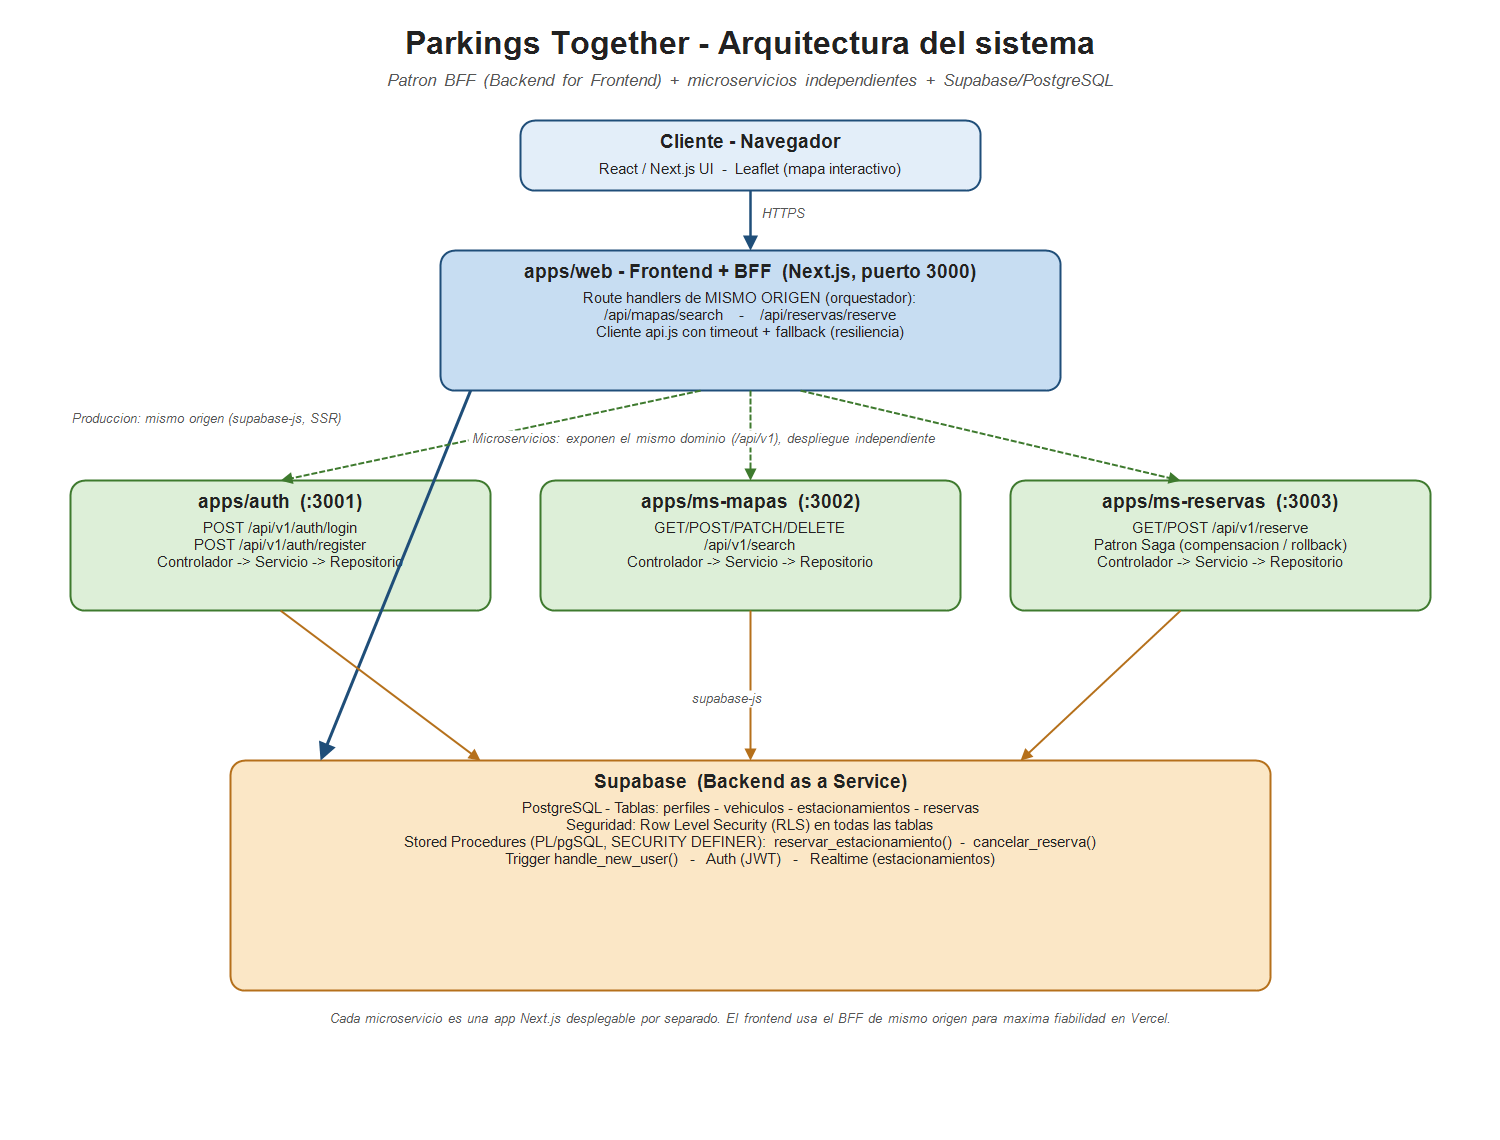 Parkings Together - Arquitectura del sistema
Patron BFF (Backend for Frontend) + microservicios independientes + Supabase/PostgreSQL
Cliente - Navegador
React / Next.js UI - Leaflet (mapa interactivo)
HTTPS
apps/web - Frontend + BFF (Next.js, puerto 3000)
Route handlers de MISMO ORIGEN (orquestador):
/api/mapas/search - /api/reservas/reserve
Cliente api.js con timeout + fallback (resiliencia)
Produccion: mismo origen (supabase-js, SSR)
Microservicios: exponen el mismo dominio (/api/v1), despliegue independiente
apps/auth (:3001)
POST /api/v1/auth/login
POST /api/v1/auth/register
Controlador -> Servicio -> Repositorio
apps/ms-mapas (:3002)
GET/POST/PATCH/DELETE
/api/v1/search
Controlador -> Servicio -> Repositorio
apps/ms-reservas (:3003)
GET/POST /api/v1/reserve
Patron Saga (compensacion / rollback)
Controlador -> Servicio -> Repositorio
supabase-js
Supabase (Backend as a Service)
PostgreSQL - Tablas: perfiles - vehiculos - estacionamientos - reservas
Seguridad: Row Level Security (RLS) en todas las tablas
Stored Procedures (PL/pgSQL, SECURITY DEFINER): reservar_estacionamiento() - cancelar_reserva()
Trigger handle_new_user() - Auth (JWT) - Realtime (estacionamientos)
Cada microservicio es una app Next.js desplegable por separado. El frontend usa el BFF de mismo origen para maxima fiabilidad en Vercel.